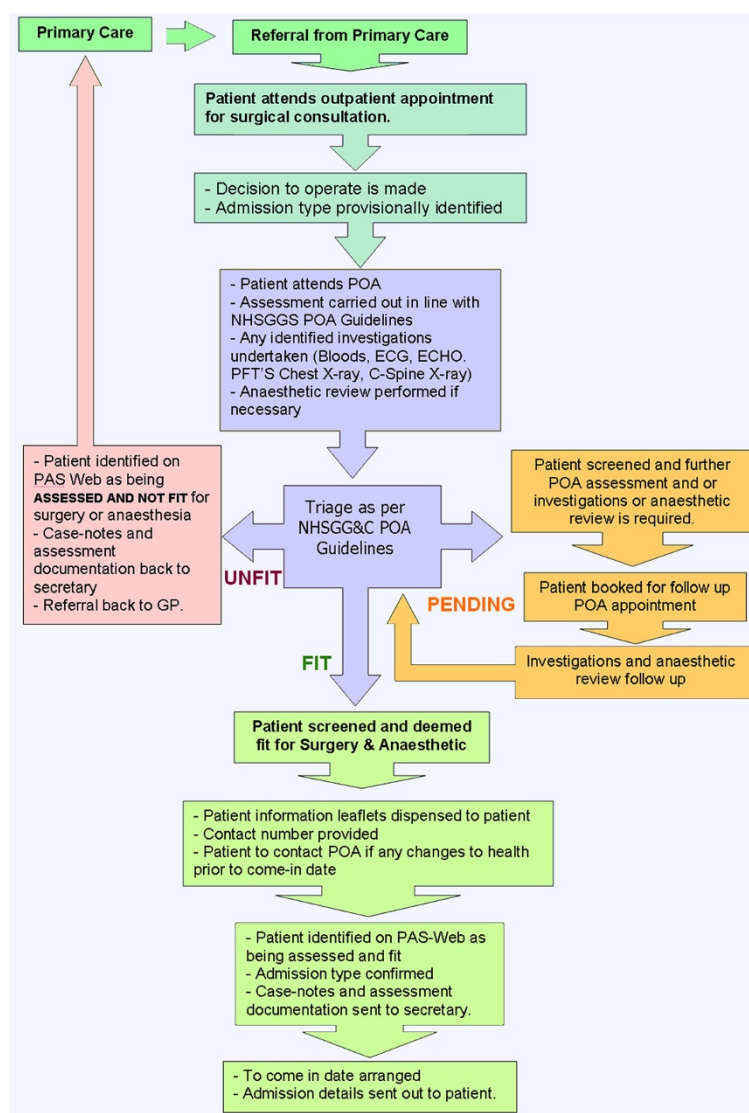 Primary Care
Referral from Primary Care
Patient attends outpatient appointment
for surgical consultation.
- Decision to operate is made
- Admission type provisionally identified
- Patient attends POA
- Assessment carried out in line with
NHSGGS POA Guidelines
- Any identified investigations
undertaken (Bloods, ECG, ECHO.
PFT'S Chest X-ray, C-Spine X-ray)
- Anaesthetic review performed if
necessary
- Patient identified on
PAS Web as being
ASSESSED AND NOT FIT for
surgery or anaesthesia
- Case-notes and
assessment
documentation back to
secretary
- Referral back to GP.
UNFIT
Triage as per
NHSGG&C POA
Guidelines
PENDING
Patient screened and further
POA assessment and or
investigations or anaesthetic
review is required.
Patient booked for follow up
POA appointment
Investigations and anaesthetic
review follow up
FIT
Patient screened and deemed
fit for Surgery & Anaesthetic
- Patient information leaflets dispensed to patient
- Contact number provided
- Patient to contact POA if any changes to health
prior to come-in date
- Patient identified on PAS-Web as
being assessed and fit
- Admission type confirmed
- Case-notes and assessment
documentation sent to secretary.
- To come in date arranged
- Admission details sent out to patient.